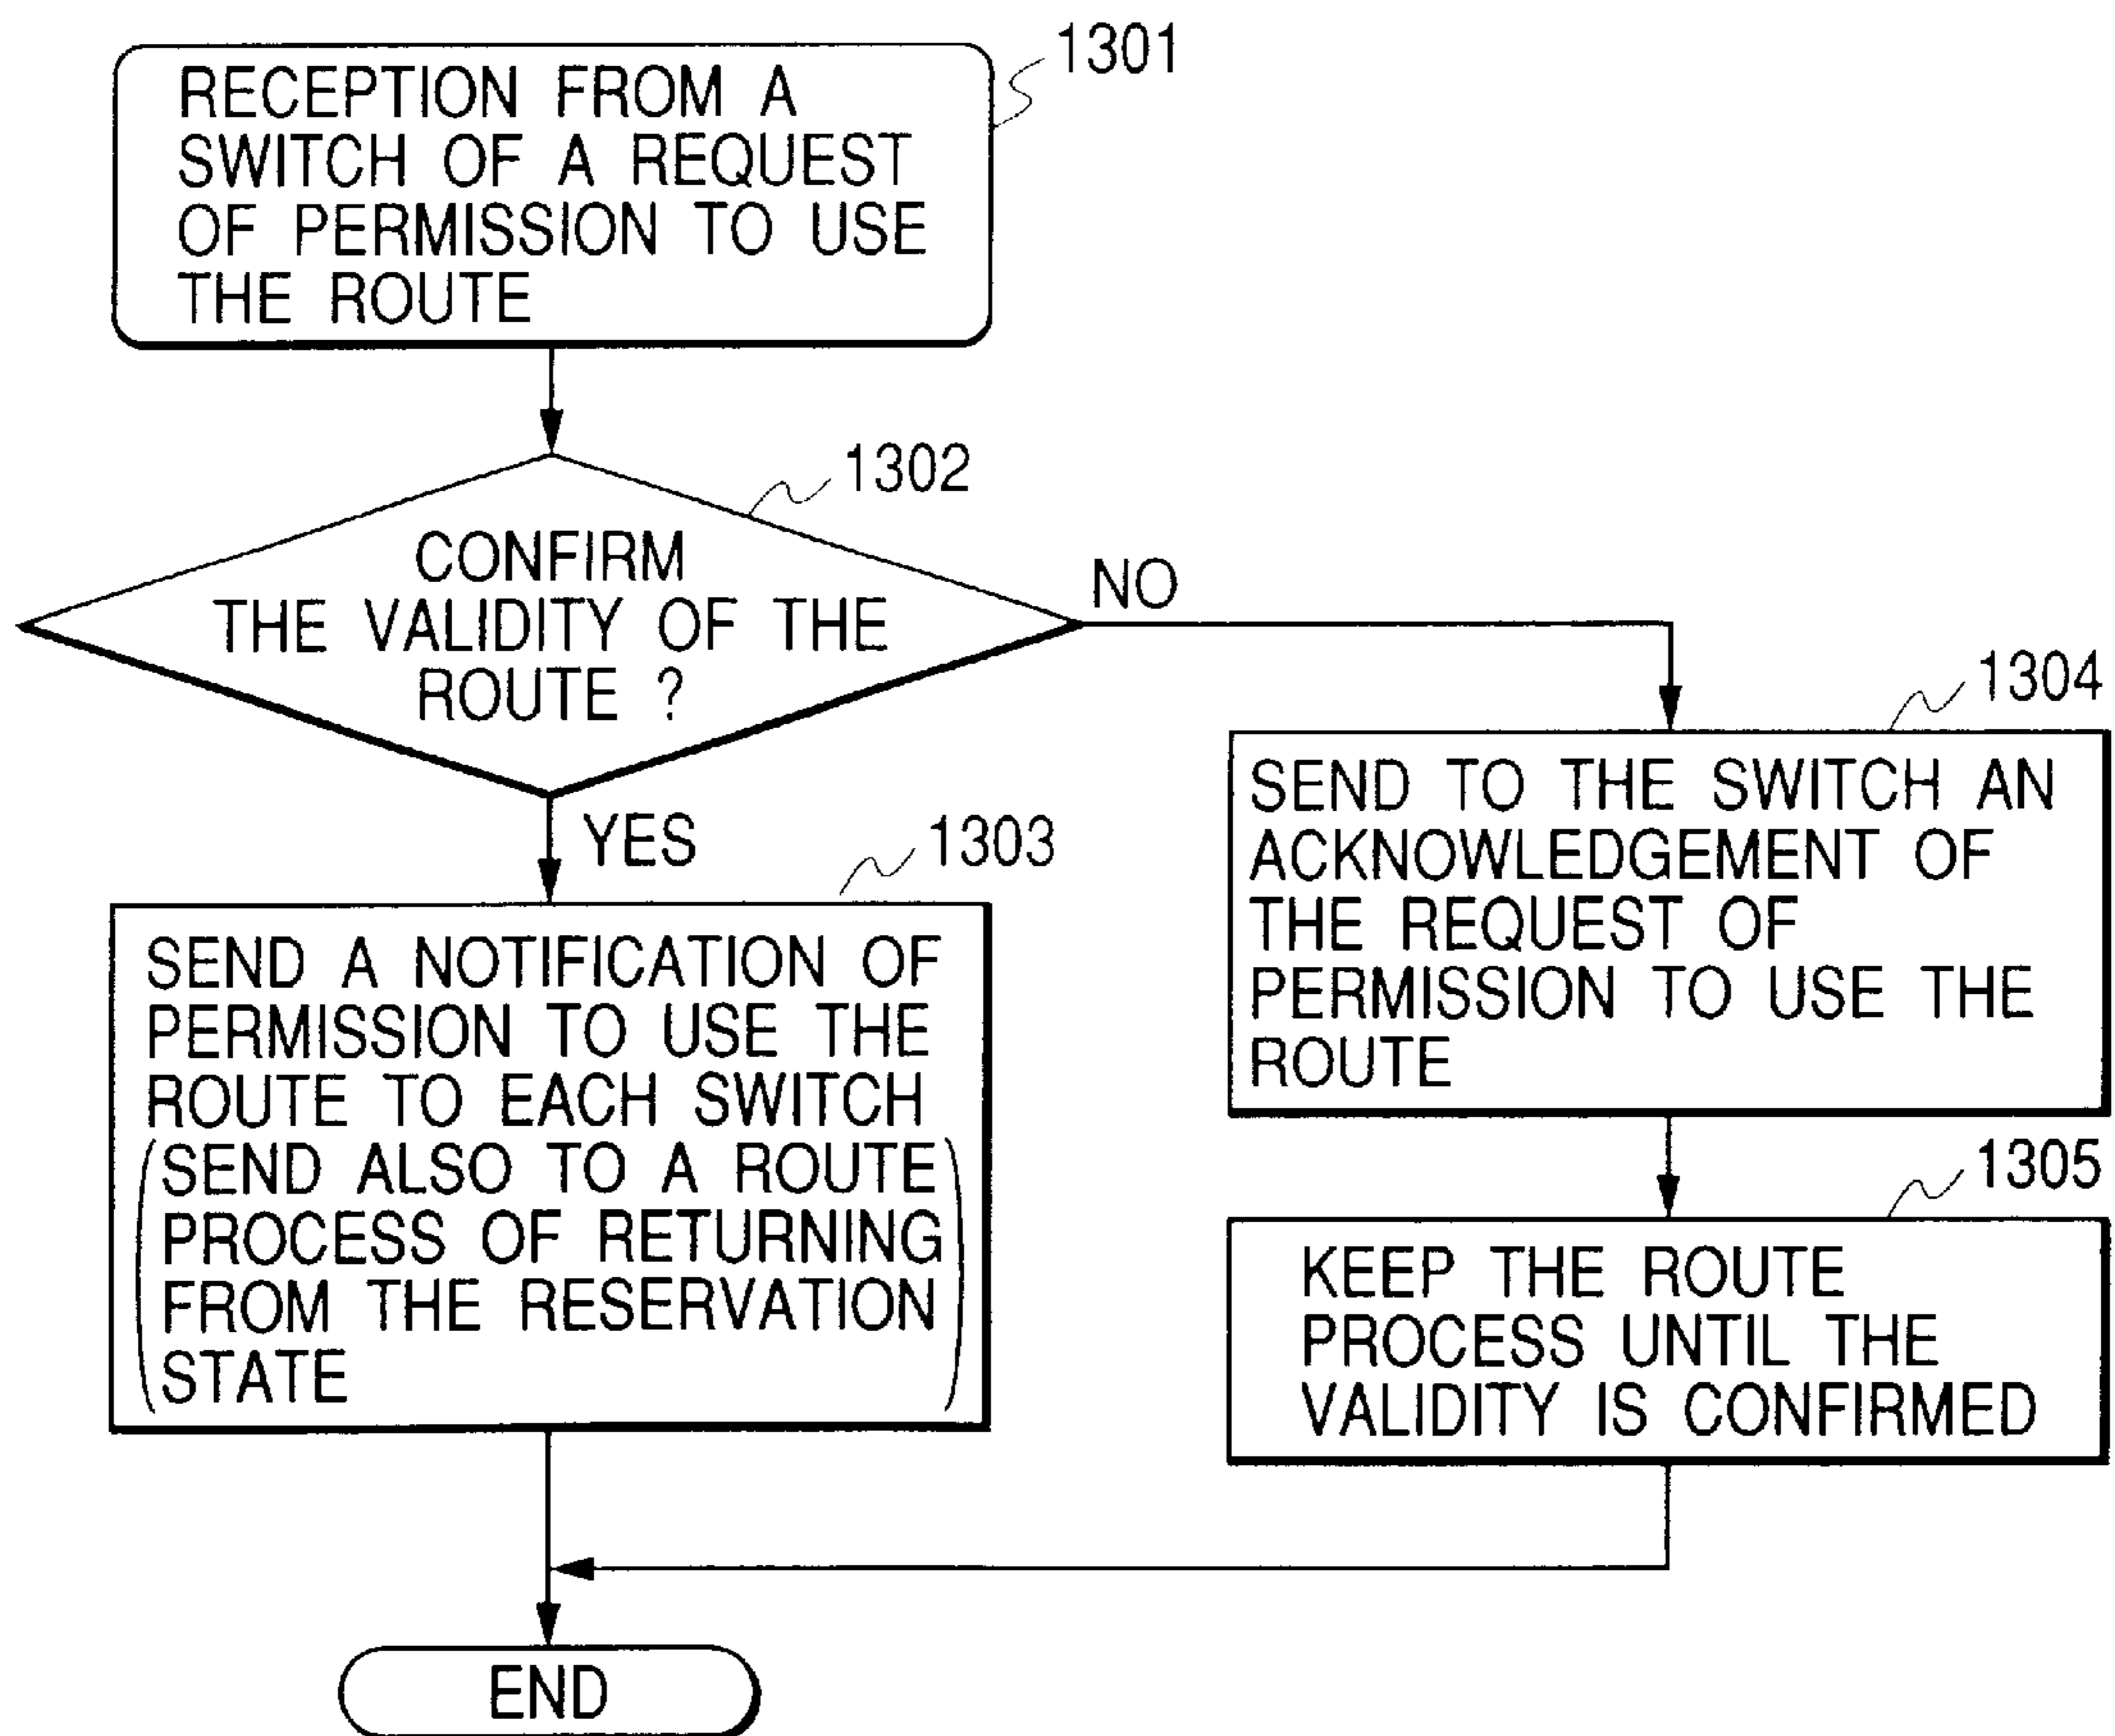 1301
RECEPTION FROM A
SWITCH OF A REQUEST
OF PERMISSION TO USE
THE ROUTE
1302
CONFIRM
THE VALIDITY OF THE
ROUTE ?
NO
YES
1303
SEND A NOTIFICATION OF
PERMISSION TO USE THE
ROUTE TO EACH SWITCH
(SEND ALSO TO A ROUTE
PROCESS OF RETURNING
FROM THE RESERVATION
STATE)
1304
SEND TO THE SWITCH AN
ACKNOWLEDGEMENT OF
THE REQUEST OF
PERMISSION TO USE THE
ROUTE
1305
KEEP THE ROUTE
PROCESS UNTIL THE
VALIDITY IS CONFIRMED
END